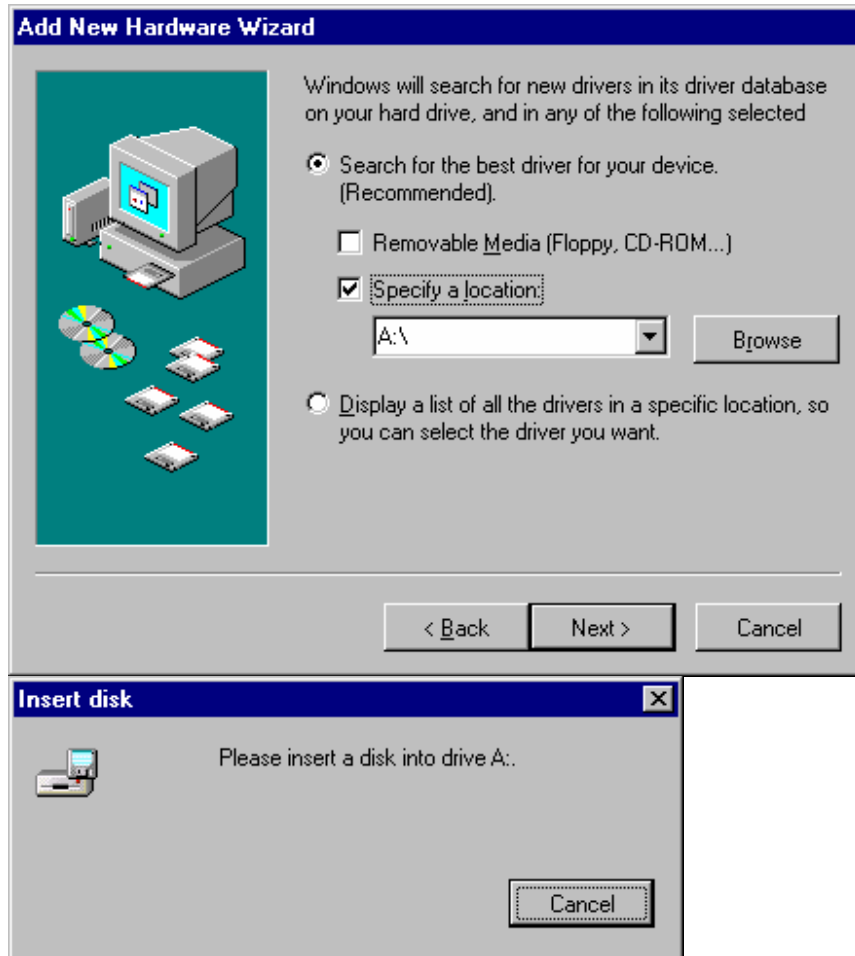 Add New Hardware Wizard
Windows will search for new drivers in its driver database
on your hard drive, and in any of the following selected
Search for the best driver for your device.
(Recommended).
Removable Media (Floppy, CD-ROM...)
Specify a location:
A:\
Browse
Display a list of all the drivers in a specific location, so
you can select the driver you want.
< Back
Next >
Cancel
Insert disk
Please insert a disk into drive A:.
Cancel